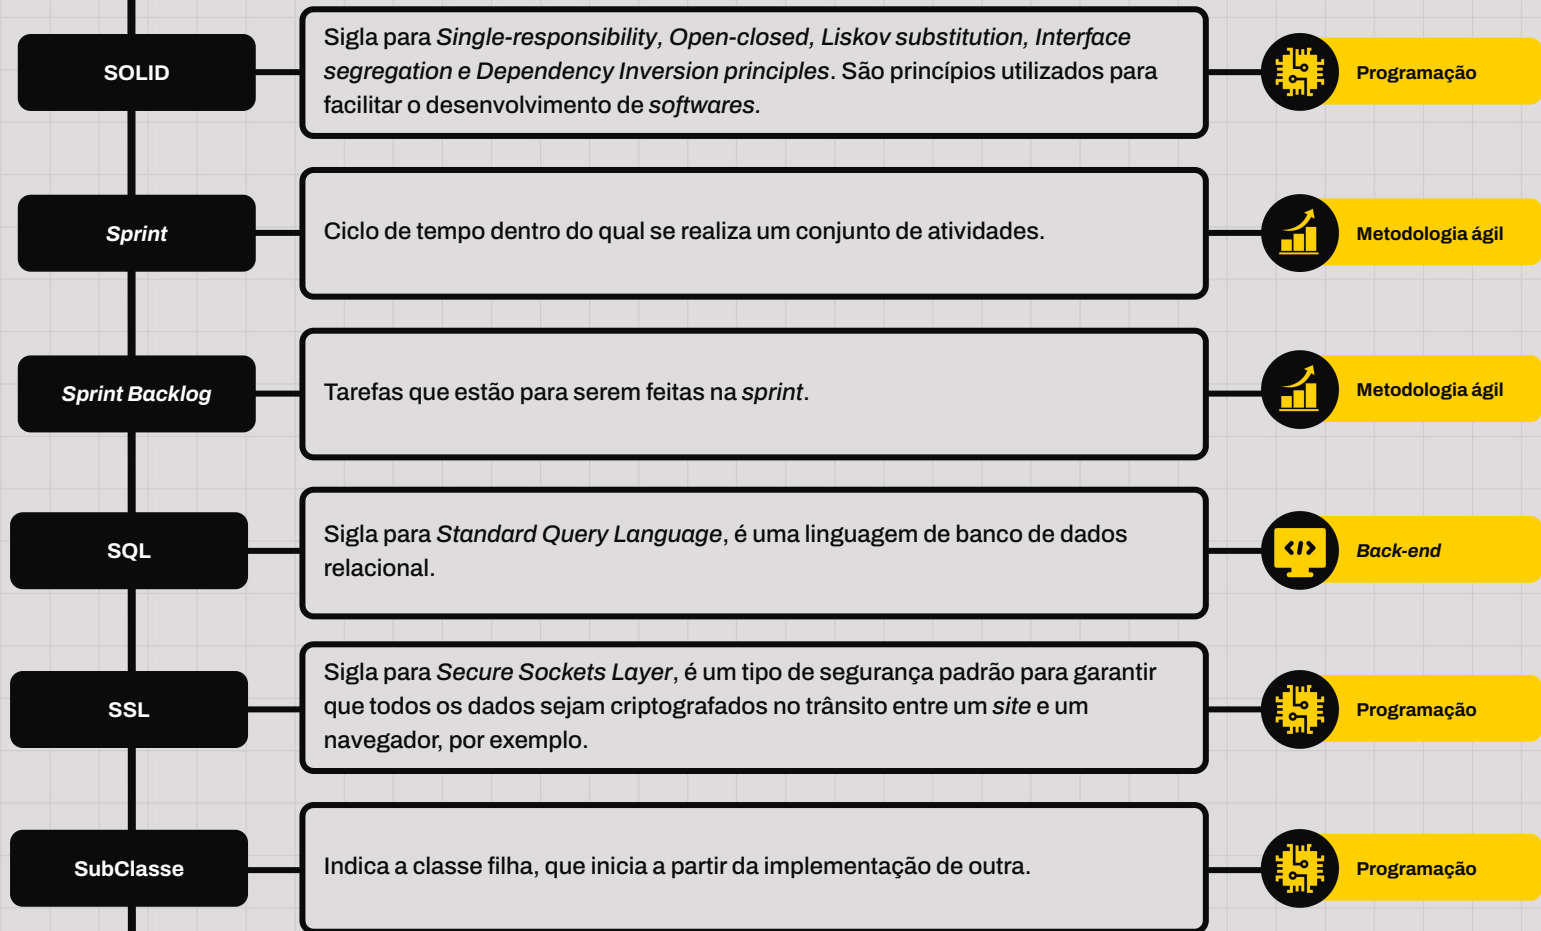 SOLID
Sigla para Single-responsibility, Open-closed, Liskov substitution, Interface
segregation e Dependency Inversion principles. São princípios utilizados para
facilitar o desenvolvimento de softwares.
Programação
Sprint
Ciclo de tempo dentro do qual se realiza um conjunto de atividades.
Metodologia ágil
Sprint Backlog
Tarefas que estão para serem feitas na sprint.
Metodologia ágil
SQL
Sigla para Standard Query Language, é uma linguagem de banco de dados
relacional.
Back-end
SSL
Sigla para Secure Sockets Layer, é um tipo de segurança padrão para garantir
que todos os dados sejam criptografados no trânsito entre um site e um
navegador, por exemplo.
Programação
SubClasse
Indica a classe filha, que inicia a partir da implementação de outra.
Programação